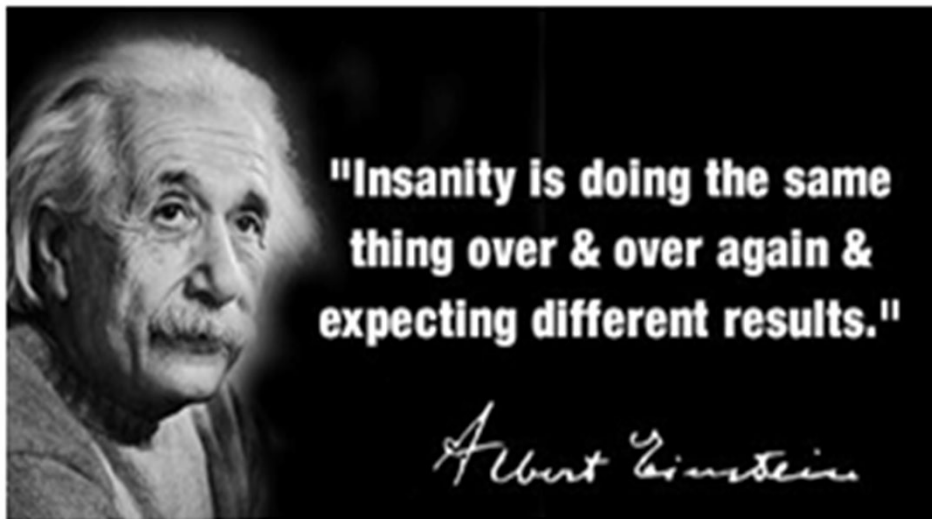 "Insanity is doing the same
thing over & over again &
expecting different results."
Albert Einstein